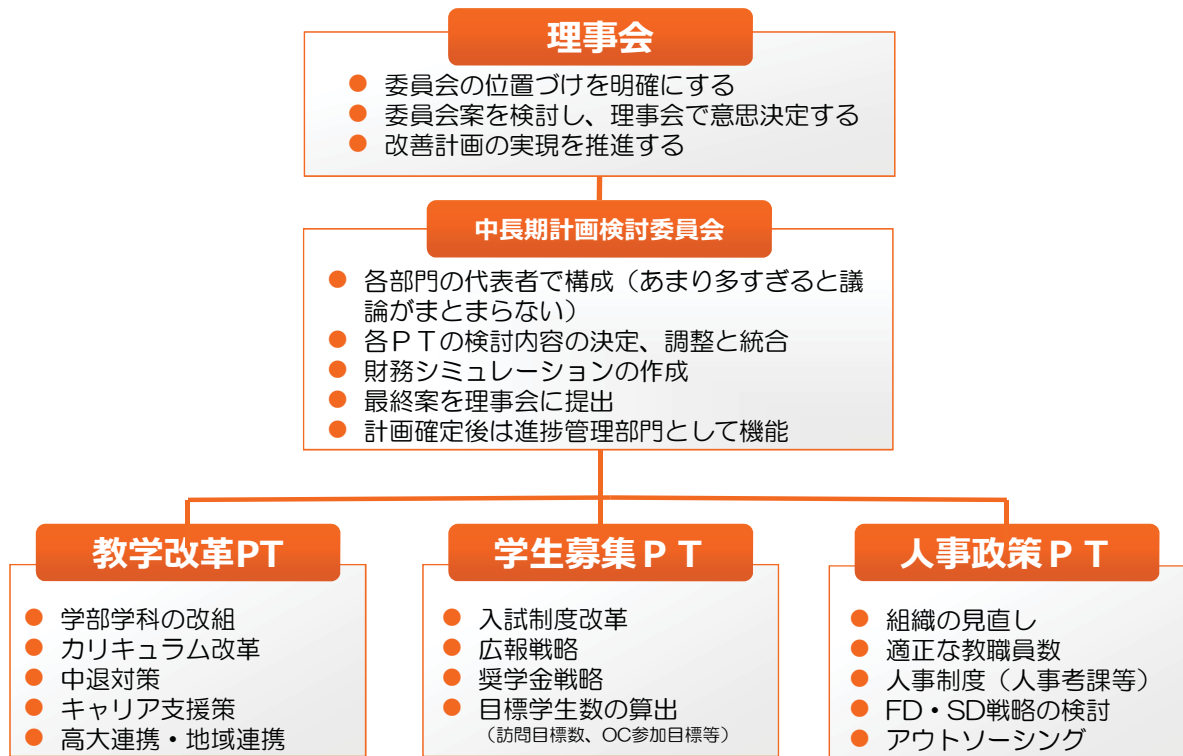 理事会
● 委員会の位置づけを明確にする
● 委員会案を検討し、理事会で意思決定する
● 改善計画の実現を推進する
中長期計画検討委員会
● 各部門の代表者で構成（あまり多すぎると議
論がまとまらない）
● 各ＰＴの検討内容の決定、調整と統合
● 財務シミュレーションの作成
● 最終案を理事会に提出
● 計画確定後は進捗管理部門として機能
教学改革PT
● 学部学科の改組
● カリキュラム改革
● 中退対策
● キャリア支援策
● 高大連携・地域連携
学生募集ＰＴ
● 入試制度改革
● 広報戦略
● 奨学金戦略
● 目標学生数の算出
（訪問目標数、OC参加目標等）
人事政策ＰＴ
● 組織の見直し
● 適正な教職員数
● 人事制度（人事考課等）
● FD・SD戦略の検討
● アウトソーシング